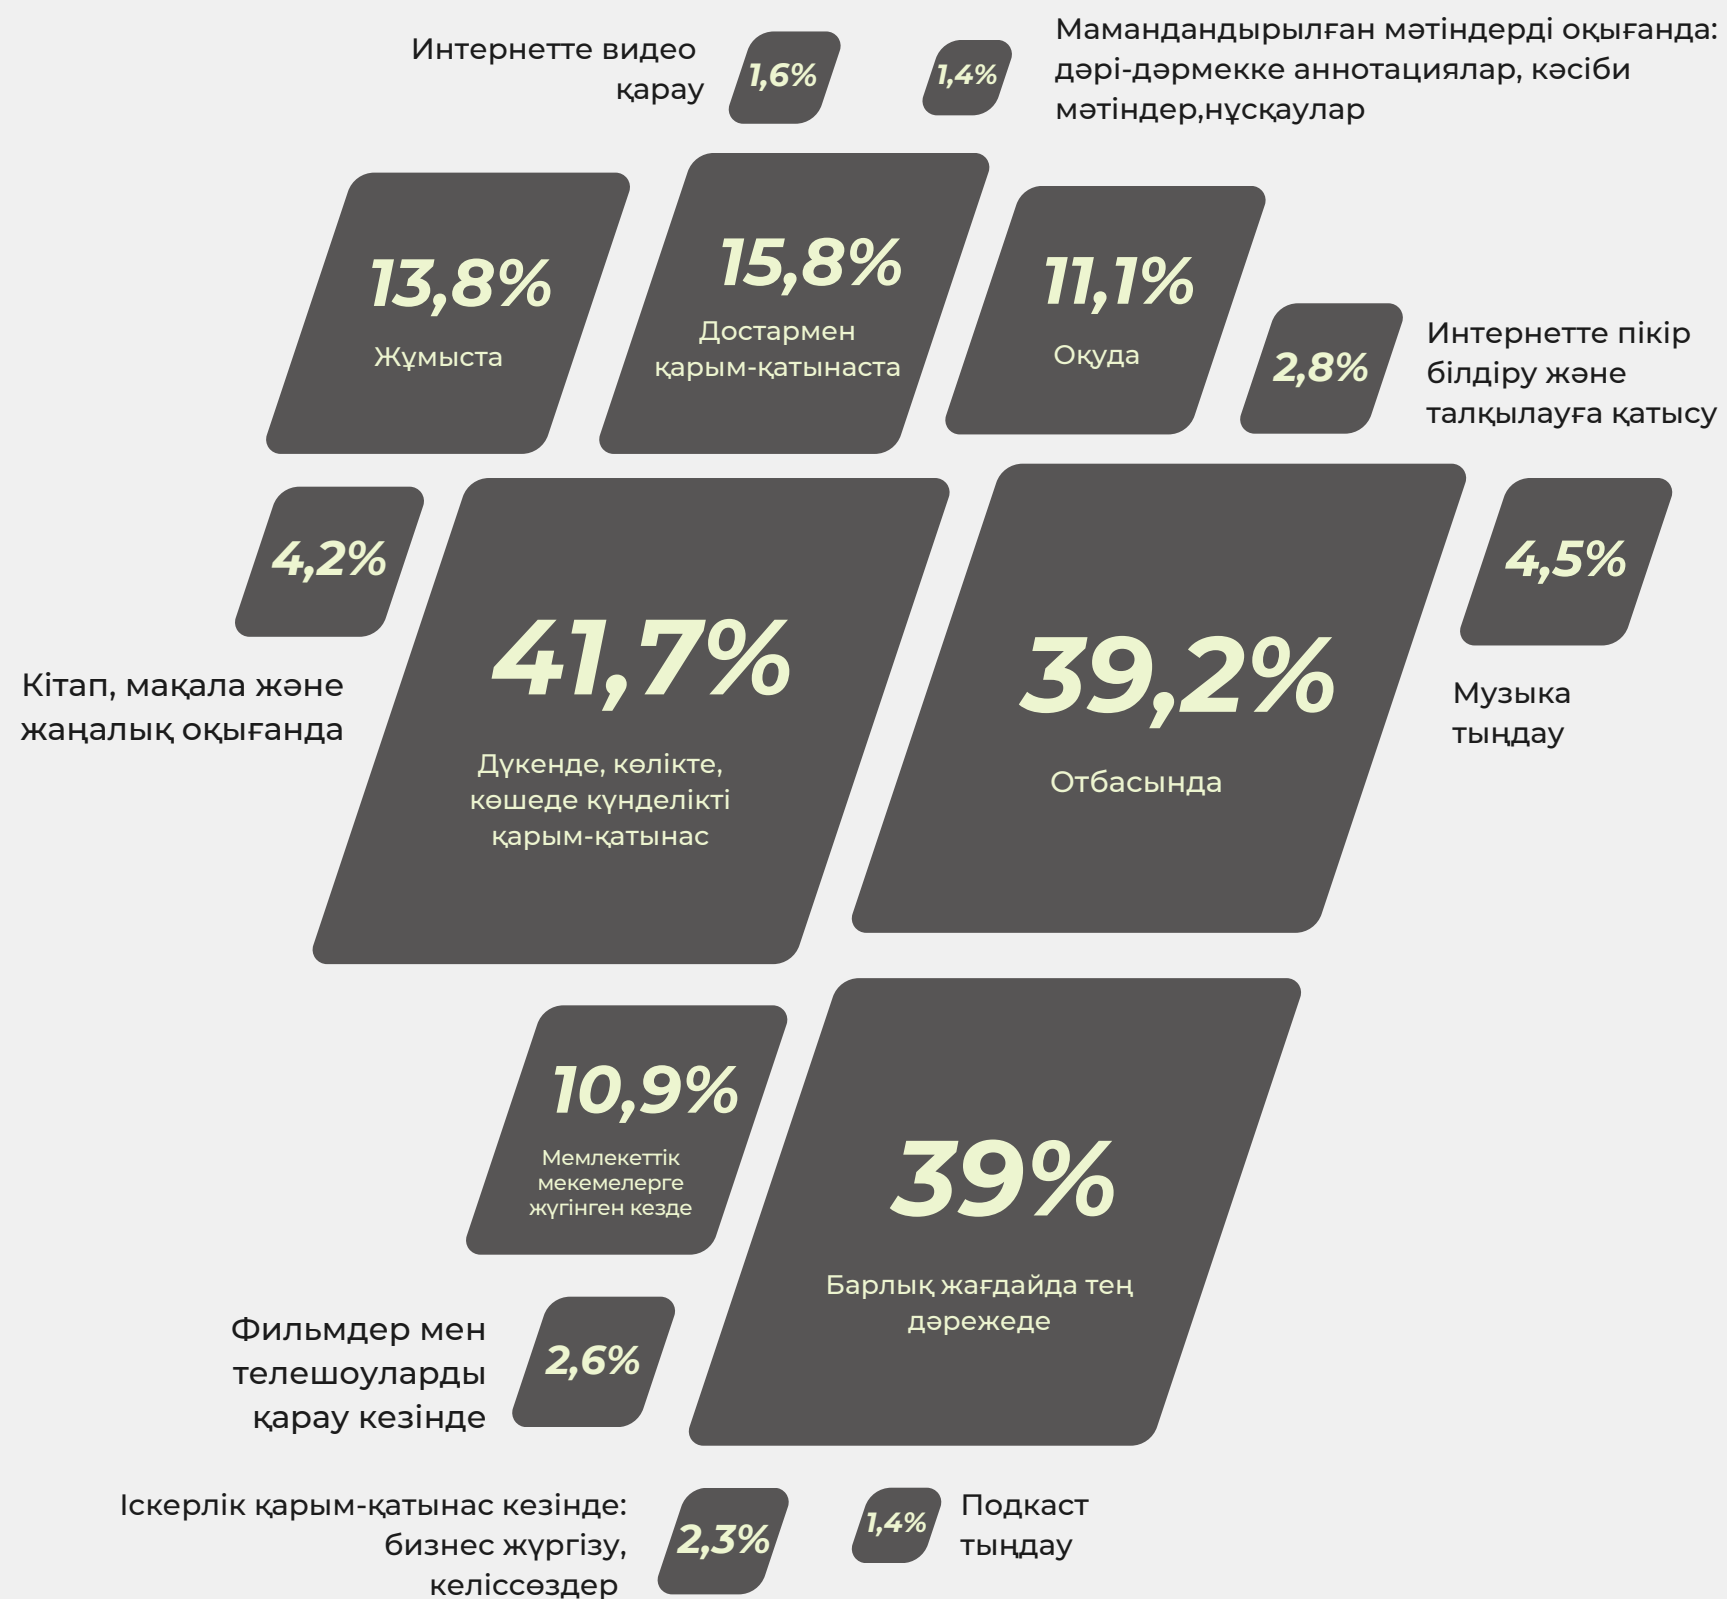 Интернетте видео
қарау
1,6%
1,4%
Мамандандырылған мәтіндерді оқығанда:
дәрі-дәрмекке аннотациялар, кәсіби
мәтіндер,нұсқаулар
13,8%
Жұмыста
15,8%
Достармен
қарым-қатынаста
11,1%
Оқуда
2,8%
Интернетте пікір
білдіру және
талқылауға қатысу
4,2%
Кітап, мақала және
жаңалық оқығанда
41,7%
Дүкенде, көлікте,
көшеде күнделікті
қарым-қатынас
39,2%
Отбасында
4,5%
Музыка
тыңдау
10,9%
Мемлекеттік
мекемелерге
жүгінген кезде
39%
Барлық жағдайда тең
дәрежеде
Фильмдер мен
телешоуларды
қарау кезінде
2,6%
Іскерлік қарым-қатынас кезінде:
бизнес жүргізу,
келіссөздер
2,3%
1,4%
Подкаст
тыңдау